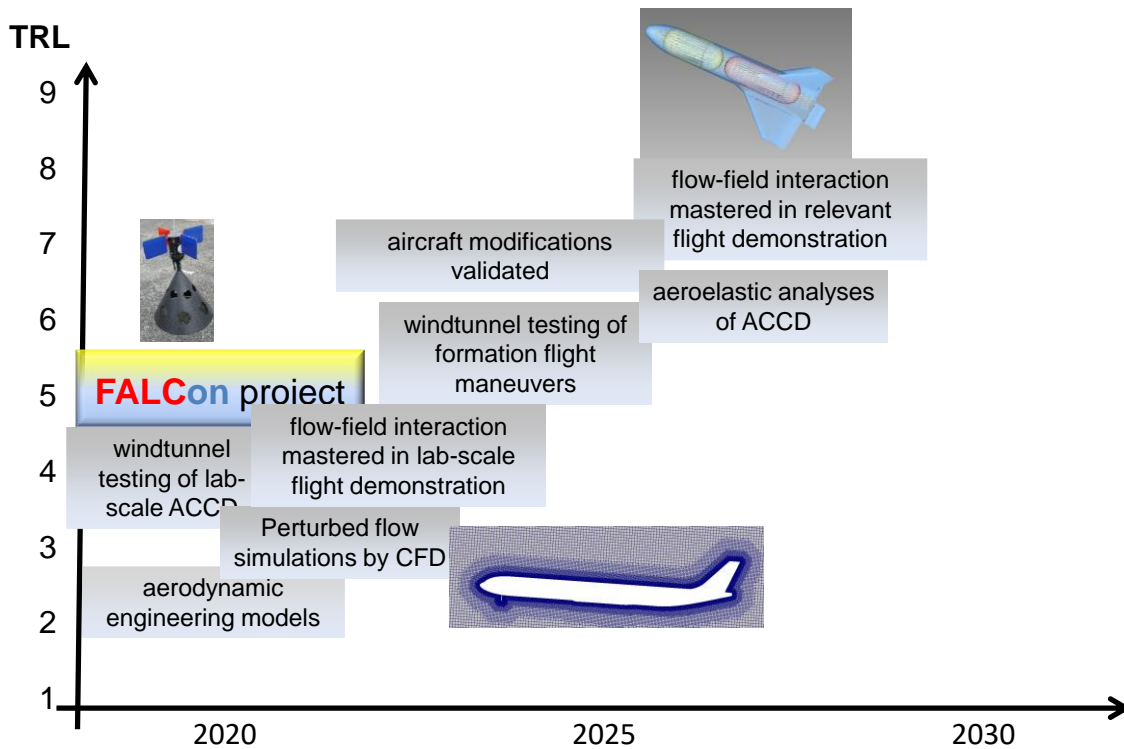 TRL
9
8
7
6
5
4
3
2
1
flow-field interaction
mastered in relevant
flight demonstration
aircraft modifications
validated
aeroelastic analyses
of ACCD
windtunnel testing of
formation flight
maneuvers
FALCon project
flow-field interaction
mastered in lab-scale
flight demonstration
windtunnel
testing of lab-
scale ACCD
Perturbed flow
simulations by CFD
aerodynamic
engineering models
2020
2025
2030